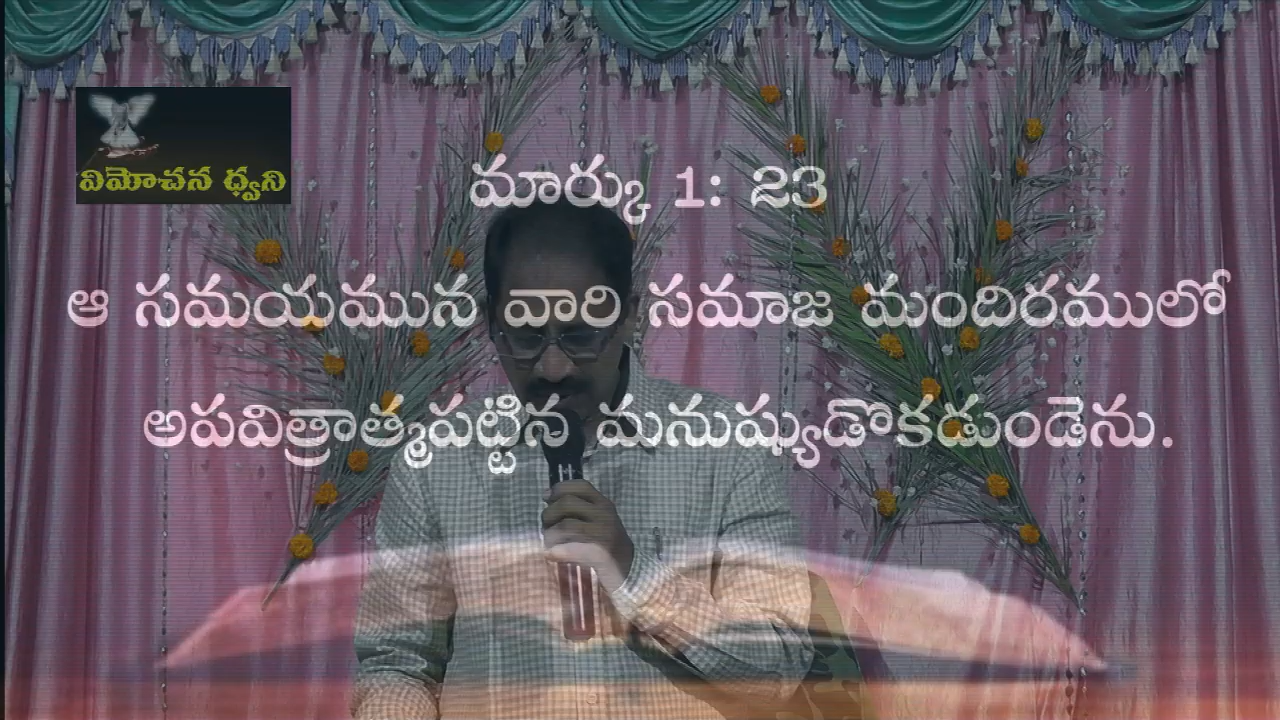 విమోచన ధ్వని
మార్కు 1: 23
ఆ సమయమున వారి సమాజ మందిరములో
అపవిత్రాత్మపట్టిన మనుష్యుడొకడుండెను.